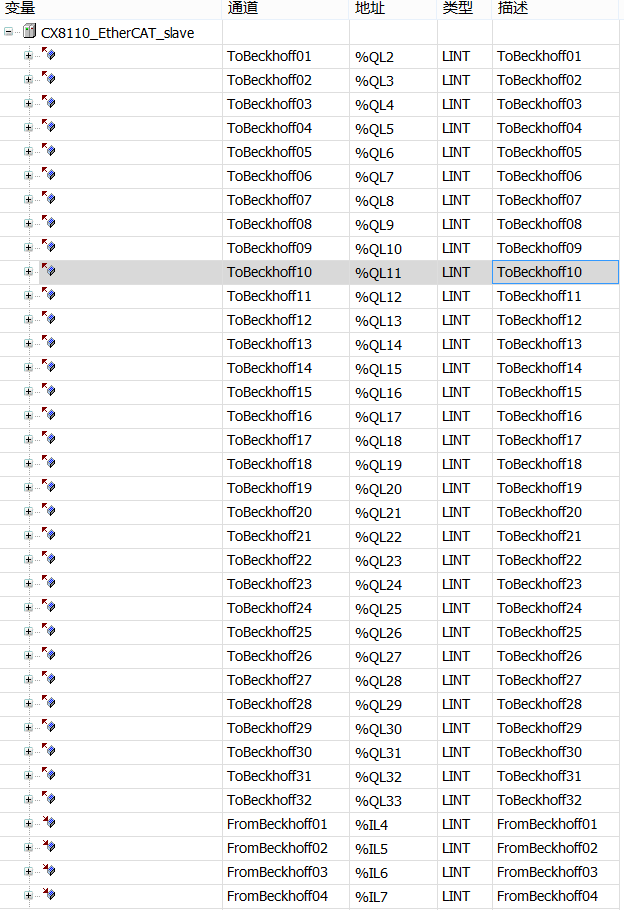 变量 通道 地址 类型 描述
CX8110_EtherCAT_slave
ToBeckhoff01 %QL2 LINT ToBeckhoff01
ToBeckhoff02 %QL3 LINT ToBeckhoff02
ToBeckhoff03 %QL4 LINT ToBeckhoff03
ToBeckhoff04 %QL5 LINT ToBeckhoff04
ToBeckhoff05 %QL6 LINT ToBeckhoff05
ToBeckhoff06 %QL7 LINT ToBeckhoff06
ToBeckhoff07 %QL8 LINT ToBeckhoff07
ToBeckhoff08 %QL9 LINT ToBeckhoff08
ToBeckhoff09 %QL10 LINT ToBeckhoff09
ToBeckhoff10 %QL11 LINT ToBeckhoff10
ToBeckhoff11 %QL12 LINT ToBeckhoff11
ToBeckhoff12 %QL13 LINT ToBeckhoff12
ToBeckhoff13 %QL14 LINT ToBeckhoff13
ToBeckhoff14 %QL15 LINT ToBeckhoff14
ToBeckhoff15 %QL16 LINT ToBeckhoff15
ToBeckhoff16 %QL17 LINT ToBeckhoff16
ToBeckhoff17 %QL18 LINT ToBeckhoff17
ToBeckhoff18 %QL19 LINT ToBeckhoff18
ToBeckhoff19 %QL20 LINT ToBeckhoff19
ToBeckhoff20 %QL21 LINT ToBeckhoff20
ToBeckhoff21 %QL22 LINT ToBeckhoff21
ToBeckhoff22 %QL23 LINT ToBeckhoff22
ToBeckhoff23 %QL24 LINT ToBeckhoff23
ToBeckhoff24 %QL25 LINT ToBeckhoff24
ToBeckhoff25 %QL26 LINT ToBeckhoff25
ToBeckhoff26 %QL27 LINT ToBeckhoff26
ToBeckhoff27 %QL28 LINT ToBeckhoff27
ToBeckhoff28 %QL29 LINT ToBeckhoff28
ToBeckhoff29 %QL30 LINT ToBeckhoff29
ToBeckhoff30 %QL31 LINT ToBeckhoff30
ToBeckhoff31 %QL32 LINT ToBeckhoff31
ToBeckhoff32 %QL33 LINT ToBeckhoff32
FromBeckhoff01 %IL4 LINT FromBeckhoff01
FromBeckhoff02 %IL5 LINT FromBeckhoff02
FromBeckhoff03 %IL6 LINT FromBeckhoff03
FromBeckhoff04 %IL7 LINT FromBeckhoff04